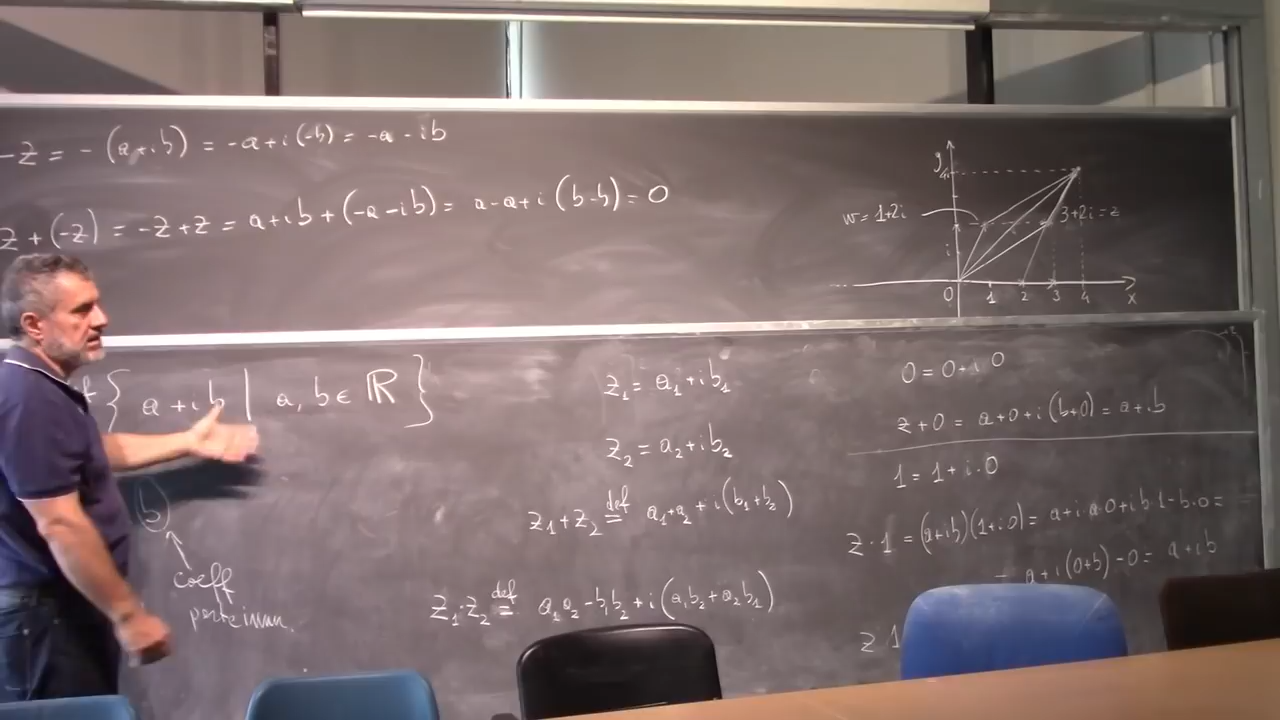 -z = -(a+ib) = -a+i(-b) = -a-ib
z+(-z) = -z+z = a+ib+(-a-ib) = a-a+i(b-b) = 0
y
4
w = 1+2i
3+2i = z
i
0 1 2 3 4 x
{ a+ib | a, b ∈ ℝ }
b
coeff
parte imm.
z₁ = a₁+ib₁
z₂ = a₂+ib₂
z₁+z₂ def= a₁+a₂+i(b₁+b₂)
z₁·z₂ def= a₁a₂-b₁b₂+i(a₁b₂+a₂b₁)
0 = 0+i0
z+0 = a+0+i(b+0) = a+ib
1 = 1+i·0
z·1 = (a+ib)(1+i0) = a+i·a·0+ib·1-b·0 =
= a+i(0+b)-0 = a+ib
z·1